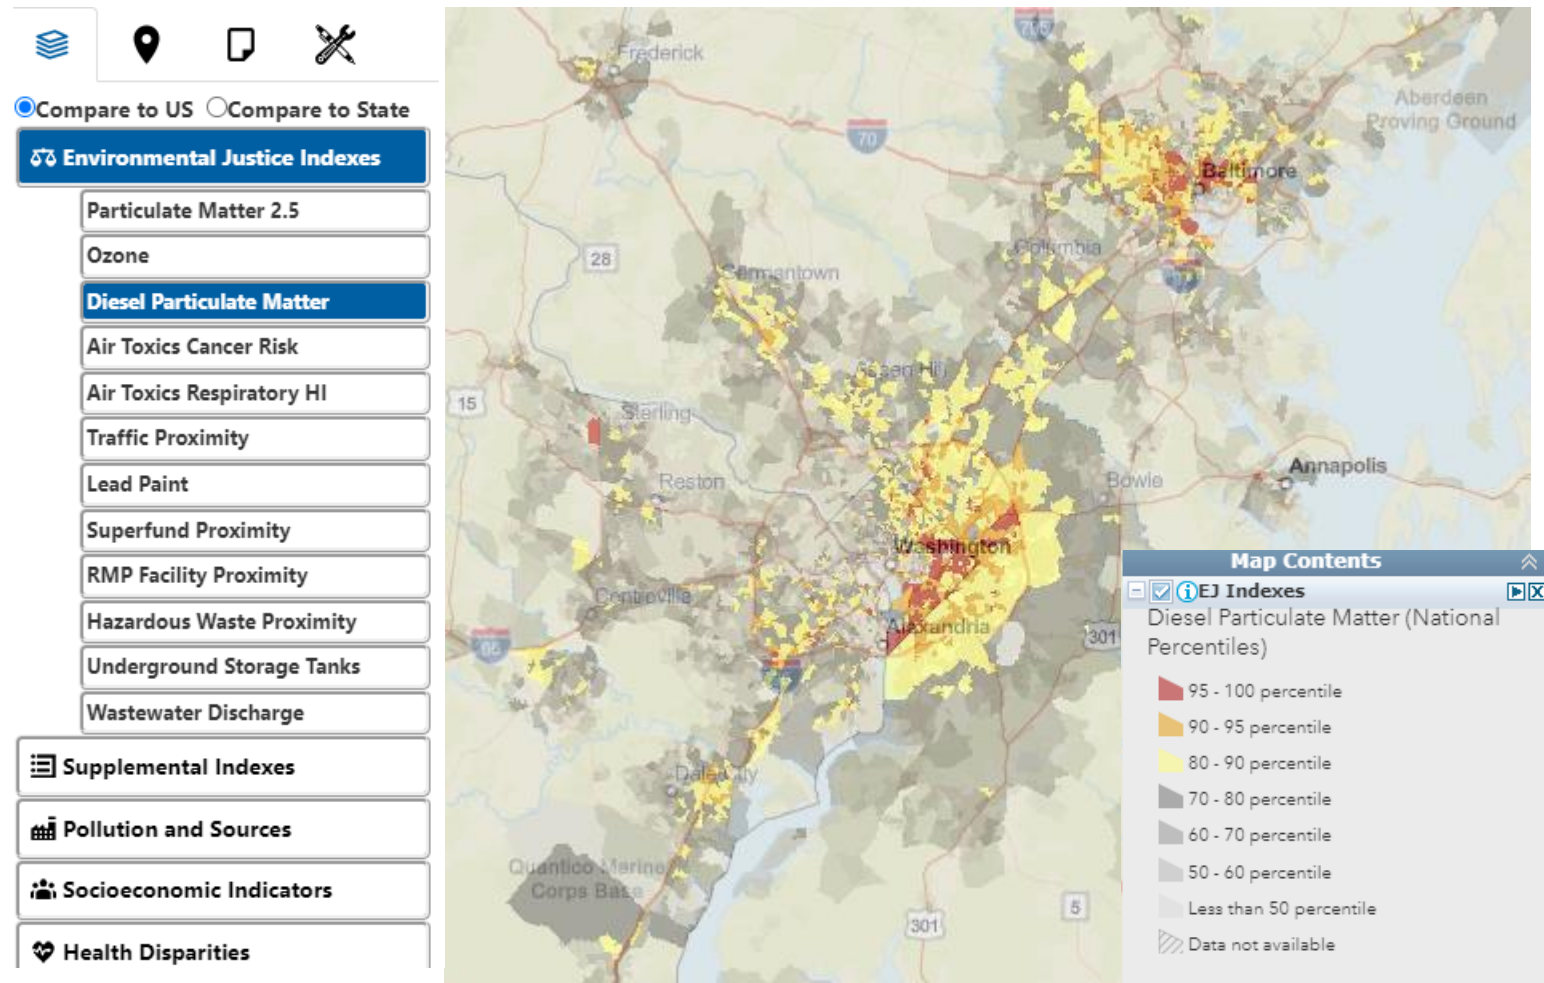 Compare to US Compare to State
Environmental Justice Indexes
Particulate Matter 2.5
Ozone
Diesel Particulate Matter
Air Toxics Cancer Risk
Air Toxics Respiratory HI
Traffic Proximity
Lead Paint
Superfund Proximity
RMP Facility Proximity
Hazardous Waste Proximity
Underground Storage Tanks
Wastewater Discharge
Supplemental Indexes
Pollution and Sources
Socioeconomic Indicators
Health Disparities
Frederick
70
Aberdeen
Proving Ground
Baltimore
28
Columbia
Germantown
15
Sterling
Reston
Bowie
Annapolis
Washington
Centreville
Alexandria
301
95
Dale City
Quantico Marine
Corps Base
301
5
Map Contents
EJ Indexes
Diesel Particulate Matter (National
Percentiles)
95 - 100 percentile
90 - 95 percentile
80 - 90 percentile
70 - 80 percentile
60 - 70 percentile
50 - 60 percentile
Less than 50 percentile
Data not available